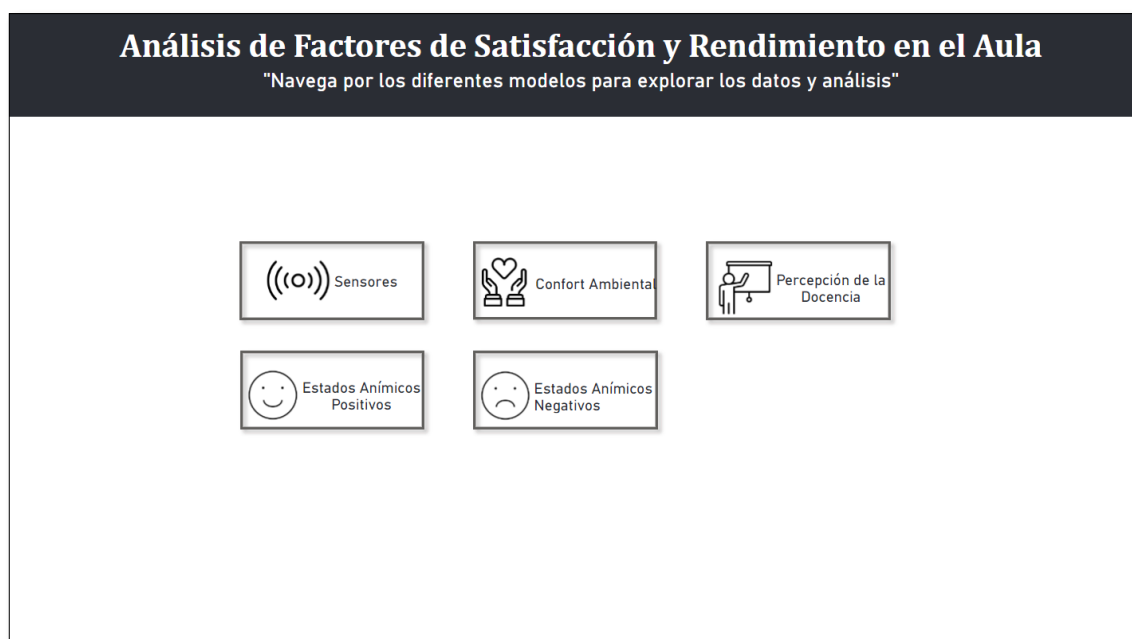 Análisis de Factores de Satisfacción y Rendimiento en el Aula
"Navega por los diferentes modelos para explorar los datos y análisis"
Sensores
Confort Ambiental
Percepción de la
Docencia
Estados Anímicos
Positivos
Estados Anímicos
Negativos